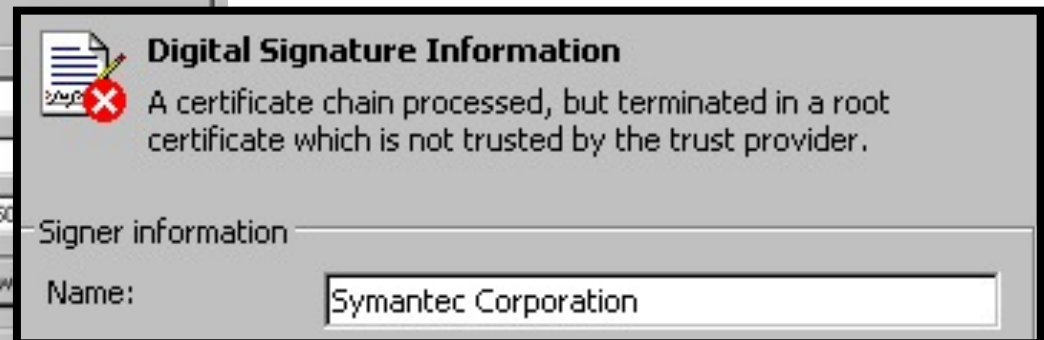 Digital Signature Information
A certificate chain processed, but terminated in a root
certificate which is not trusted by the trust provider.
Signer information
Name:
Symantec Corporation